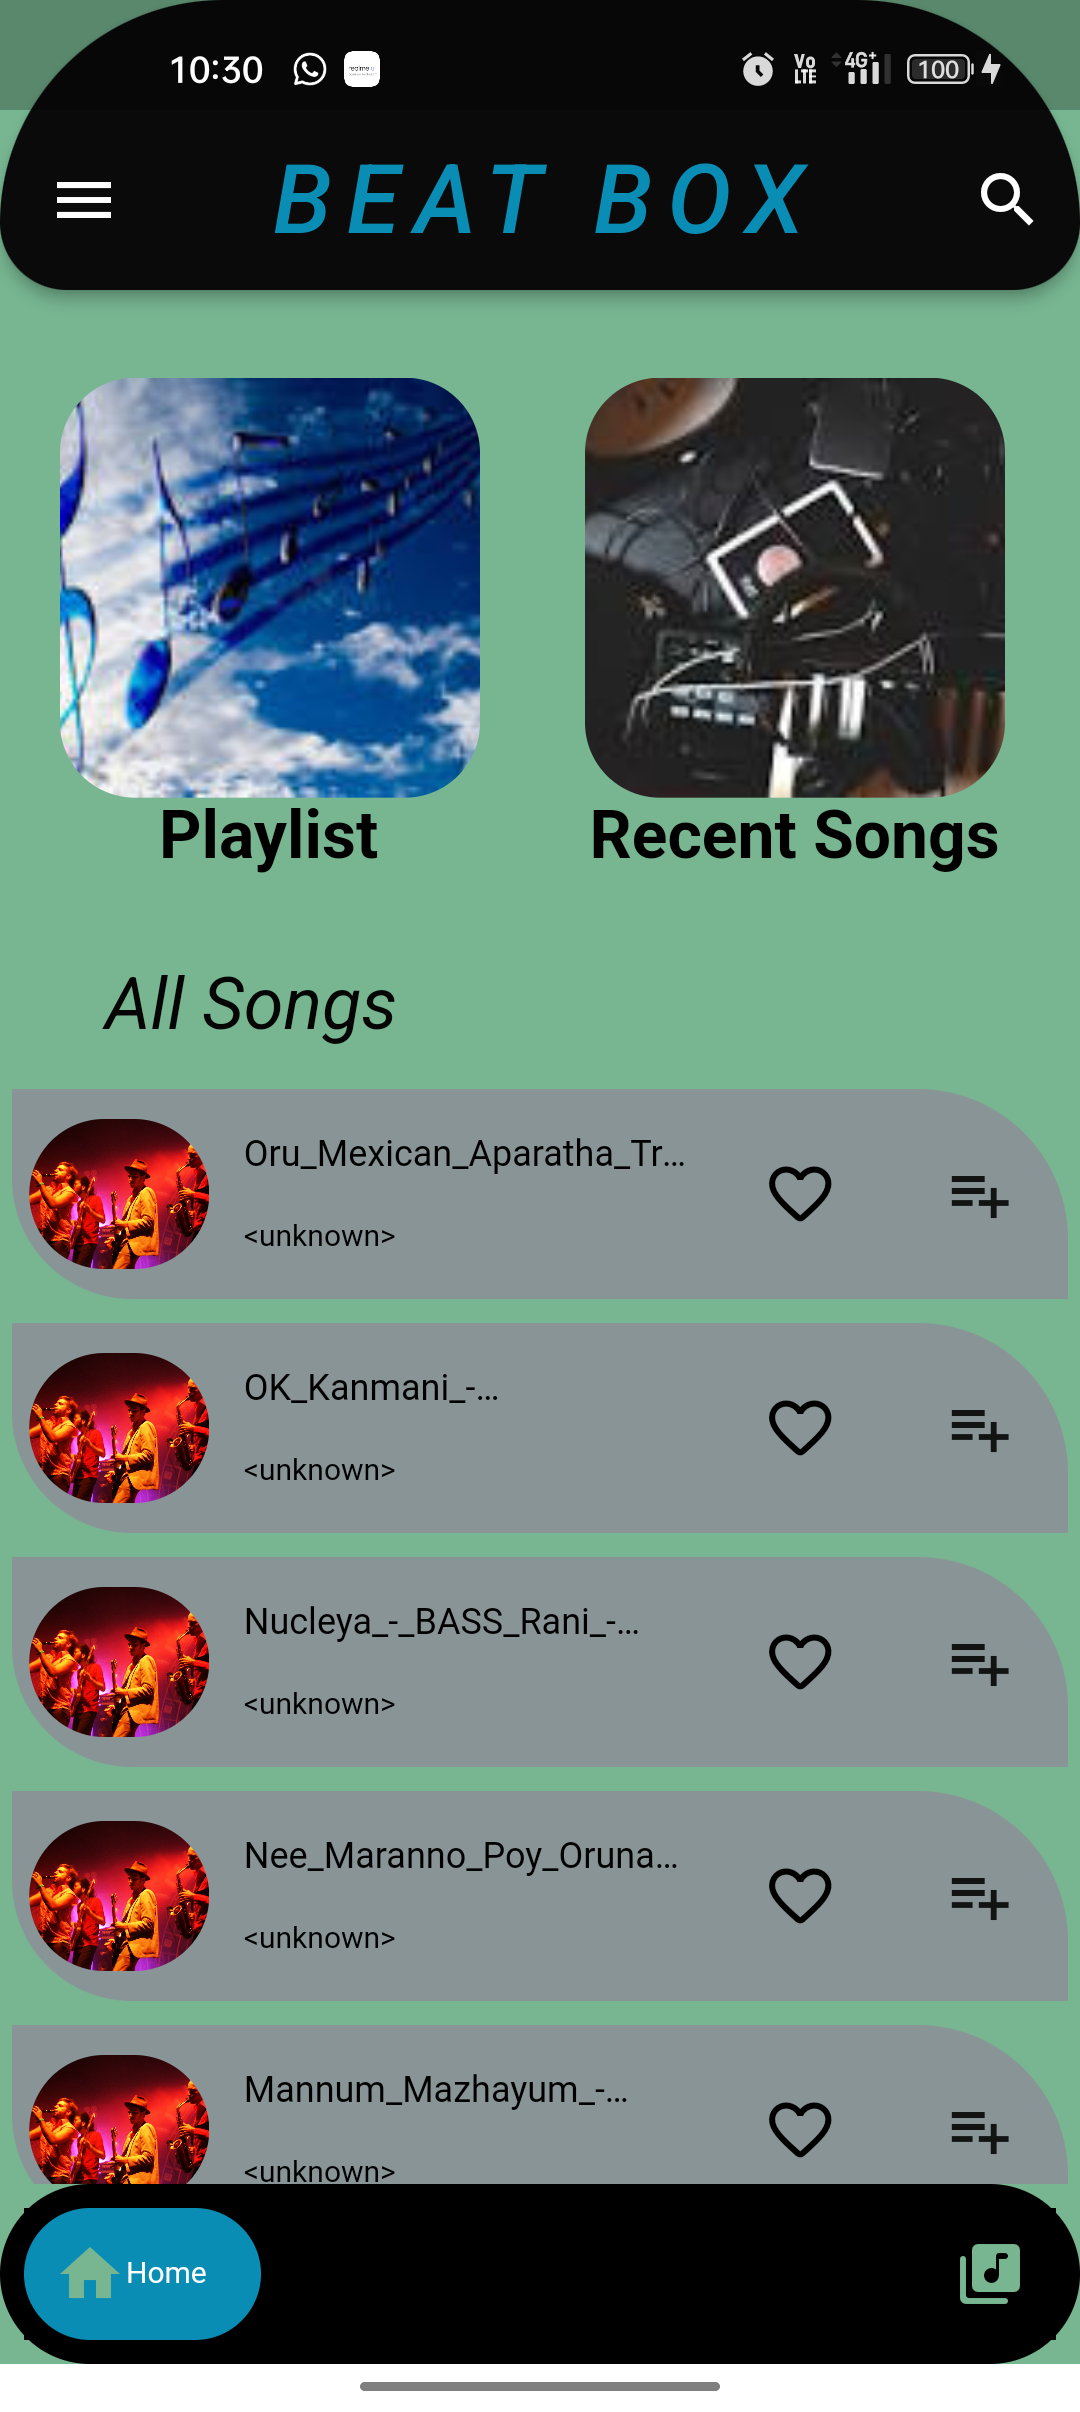 10:30
Vo
LTE
4G+
100
BEAT BOX
Playlist
Recent Songs
All Songs
Oru_Mexican_Aparatha_Tr...
<unknown>
OK_Kanmani_-...
<unknown>
Nucleya_-_BASS_Rani_-...
<unknown>
Nee_Maranno_Poy_Oruna...
<unknown>
Mannum_Mazhayum_-...
<unknown>
Home